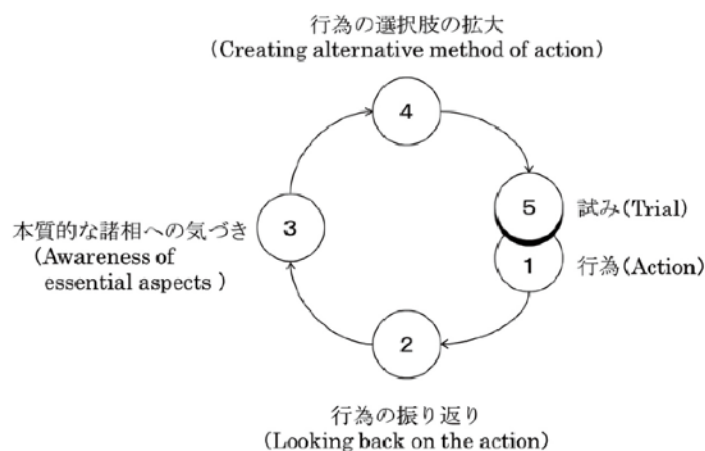 行為の選択肢の拡大
(Creating alternative method of action)
4
5
試み(Trial)
3
本質的な諸相への気づき
(Awareness of
essential aspects )
1
行為(Action)
2
行為の振り返り
(Looking back on the action)